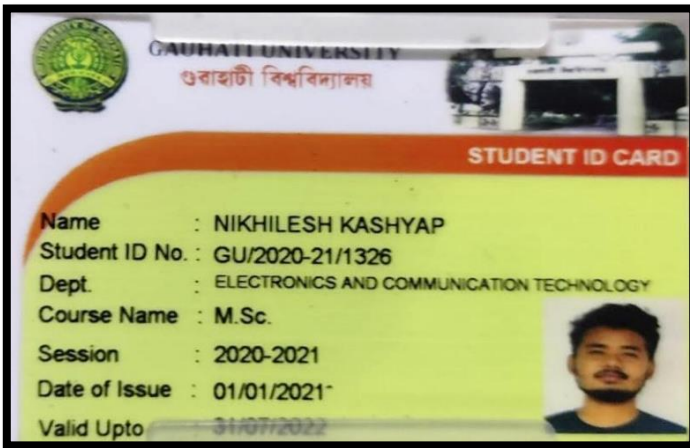 GAUHATI UNIVERSITY
গুৱাহাটী বিশ্ববিদ্যালয়
STUDENT ID CARD
Name : NIKHILESH KASHYAP
Student ID No. : GU/2020-21/1326
Dept. : ELECTRONICS AND COMMUNICATION TECHNOLOGY
Course Name : M.Sc.
Session : 2020-2021
Date of Issue : 01/01/2021
Valid Upto : 31/07/2022